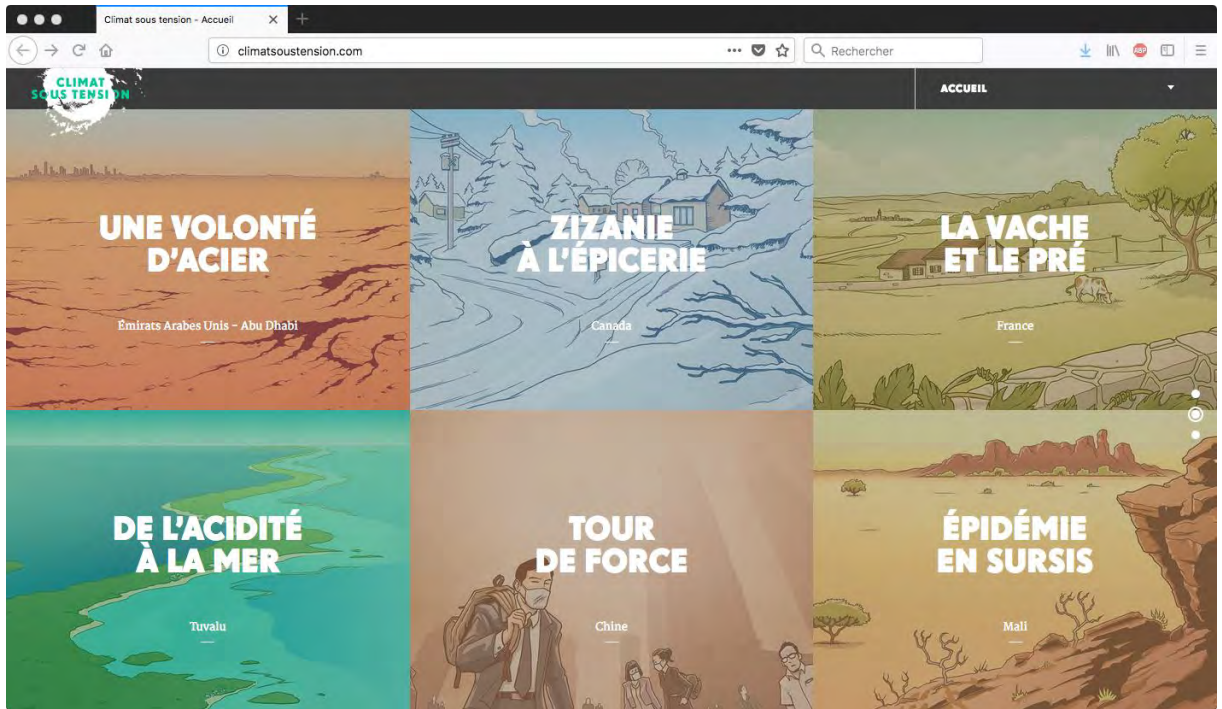 Climat sous tension - Accueil
climatsoustension.com
Rechercher
ABP
CLIMAT
SOUS TENSION
ACCUEIL
UNE VOLONTÉ
D'ACIER
Émirats Arabes Unis – Abu Dhabi
ZIZANIE
À L'ÉPICERIE
Canada
LA VACHE
ET LE PRÉ
France
DE L'ACIDITÉ
À LA MER
Tuvalu
TOUR
DE FORCE
Chine
ÉPIDÉMIE
EN SURSIS
Mali